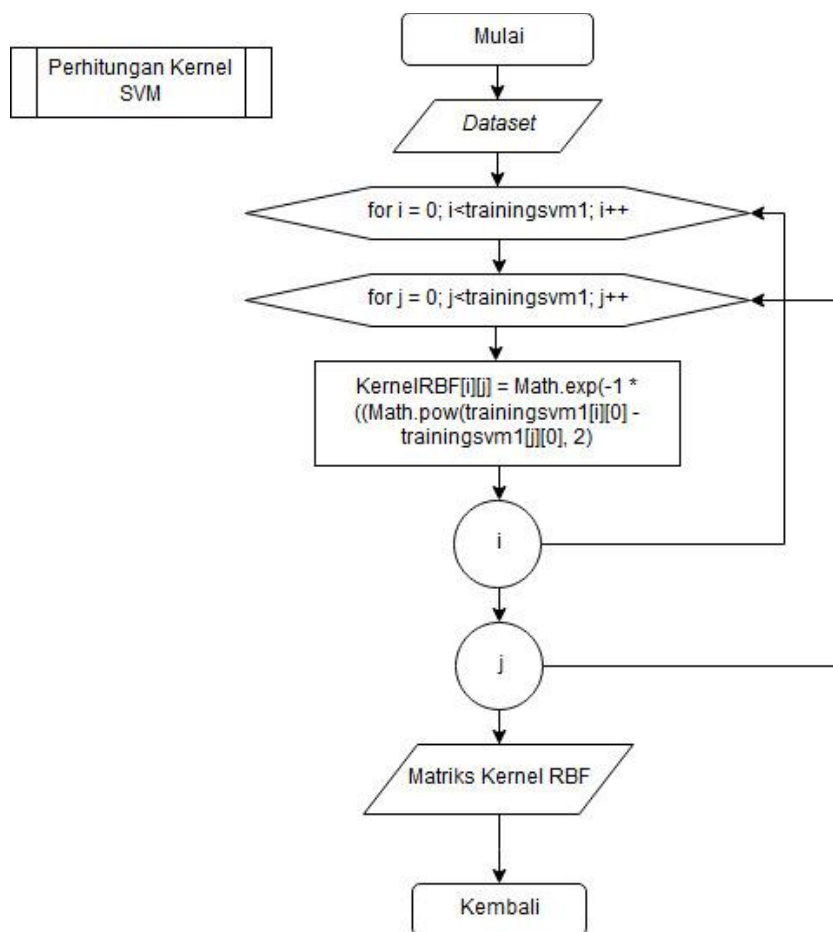 Perhitungan Kernel
SVM
Mulai
Dataset
for i = 0; i<trainingsvm1; i++
for j = 0; j<trainingsvm1; j++
KernelRBF[i][j] = Math.exp(-1 *
((Math.pow(trainingsvm1[i][0] -
trainingsvm1[j][0], 2)
i
j
Matriks Kernel RBF
Kembali